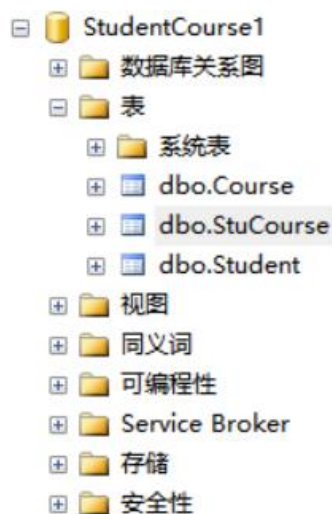 StudentCourse1
数据库关系图
表
系统表
dbo.Course
dbo.StuCourse
dbo.Student
视图
同义词
可编程性
Service Broker
存储
安全性